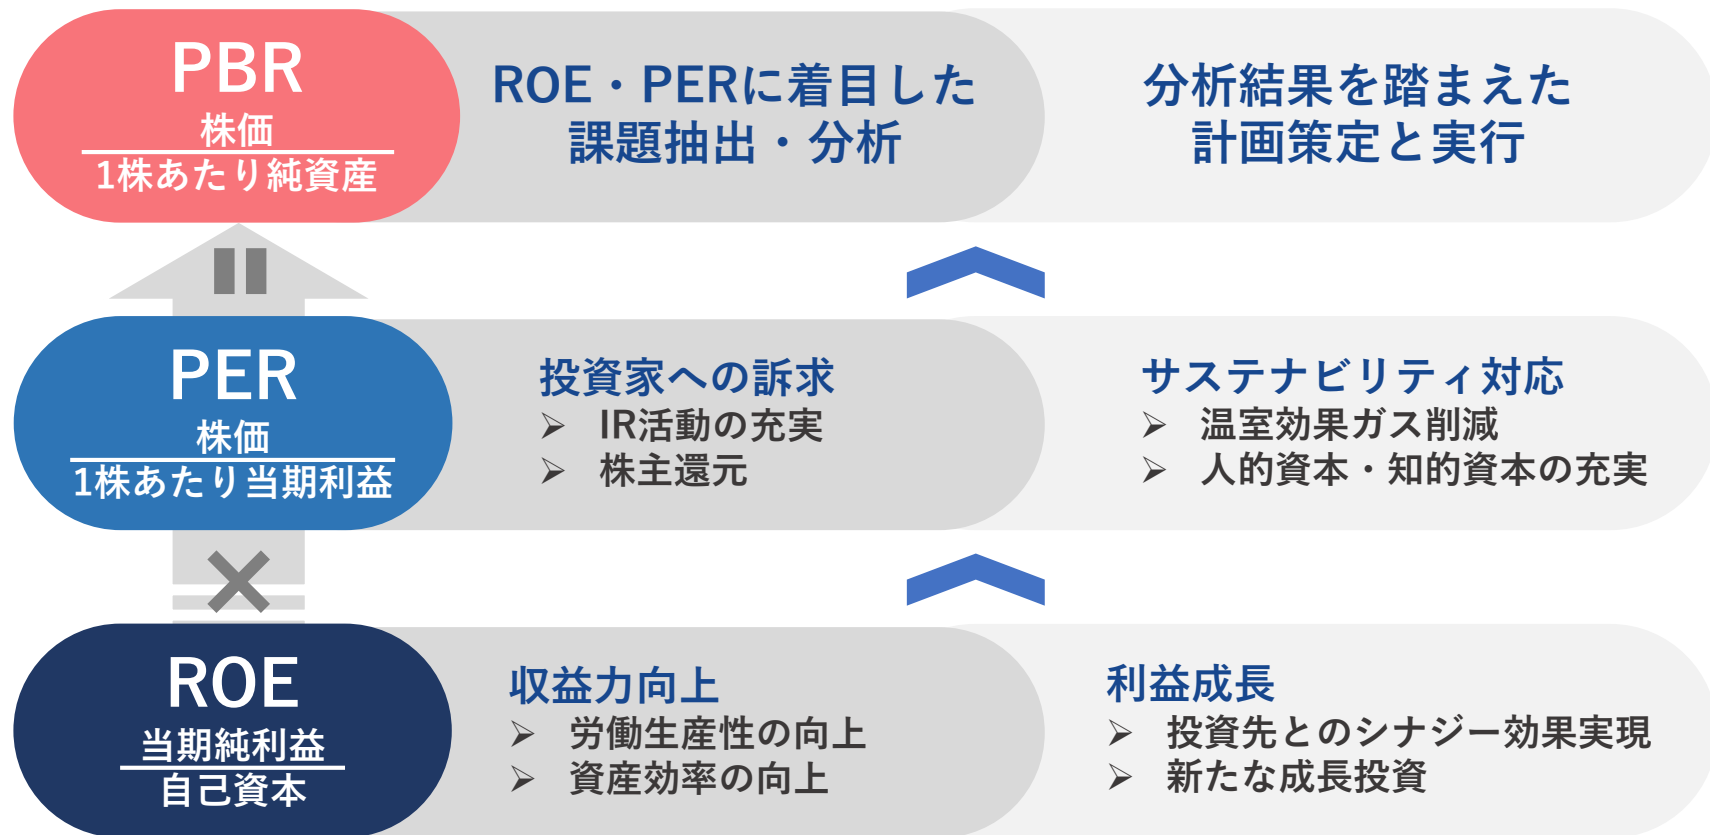 PBR
株価
1株あたり純資産
ROE・PERに着目した
課題抽出・分析
分析結果を踏まえた
計画策定と実行
PER
株価
1株あたり当期利益
投資家への訴求
➢ IR活動の充実
➢ 株主還元
サステナビリティ対応
➢ 温室効果ガス削減
➢ 人的資本・知的資本の充実
×
ROE
当期純利益
自己資本
収益力向上
➢ 労働生産性の向上
➢ 資産効率の向上
利益成長
➢ 投資先とのシナジー効果実現
➢ 新たな成長投資